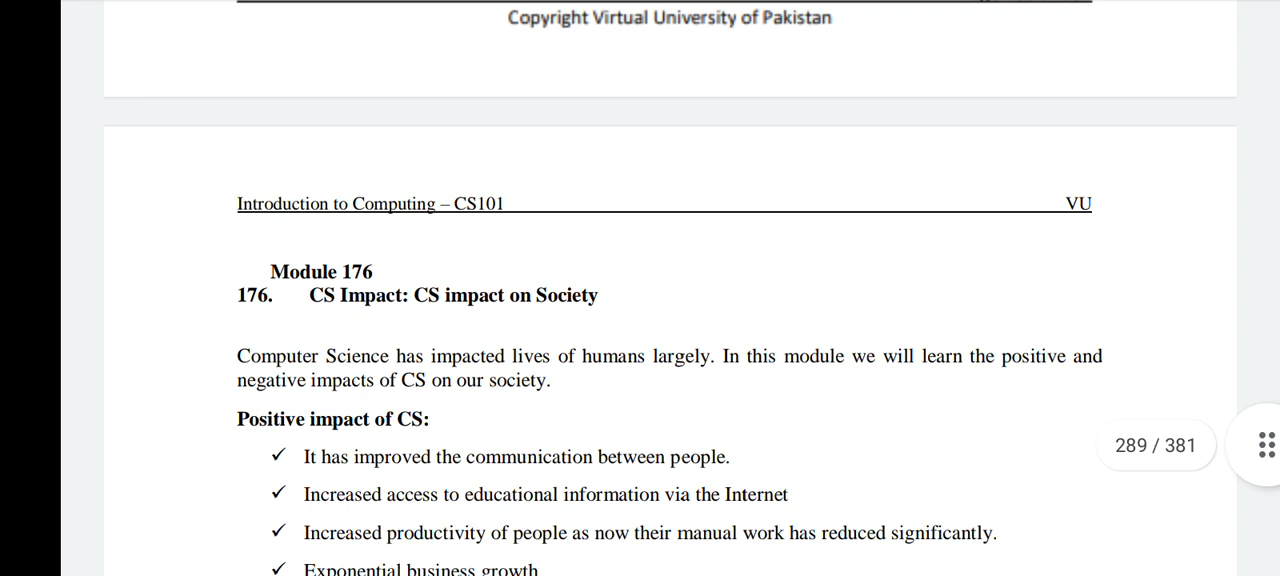 Copyright Virtual University of Pakistan
Introduction to Computing – CS101 VU
Module 176
176. CS Impact: CS impact on Society
Computer Science has impacted lives of humans largely. In this module we will learn the positive and
negative impacts of CS on our society.
Positive impact of CS:
✓ It has improved the communication between people.
✓ Increased access to educational information via the Internet
289 / 381
✓ Increased productivity of people as now their manual work has reduced significantly.
✓ Exponential business growth